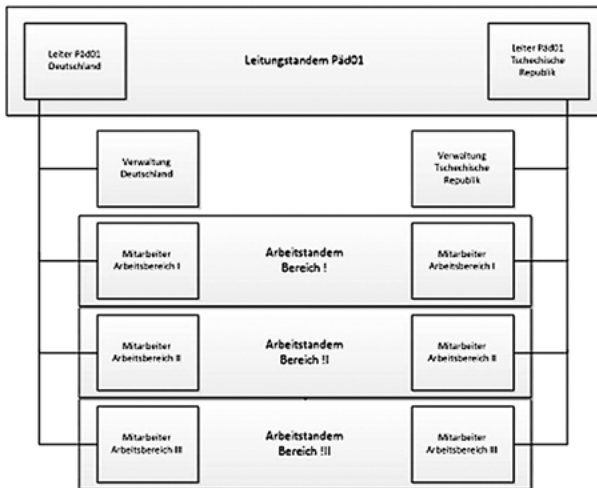 Leiter Päd01
Deutschland
Leitungstandem Päd01
Leiter Päd01
Tschechische
Republik
Verwaltung
Deutschland
Verwaltung
Tschechische
Republik
Mitarbeiter
Arbeitsbereich I
Arbeitstandem
Bereich !
Mitarbeiter
Arbeitsbereich I
Mitarbeiter
Arbeitsbereich II
Arbeitstandem
Bereich !I
Mitarbeiter
Arbeitsbereich II
Mitarbeiter
Arbeitsbereich III
Arbeitstandem
Bereich !II
Mitarbeiter
Arbeitsbereich III